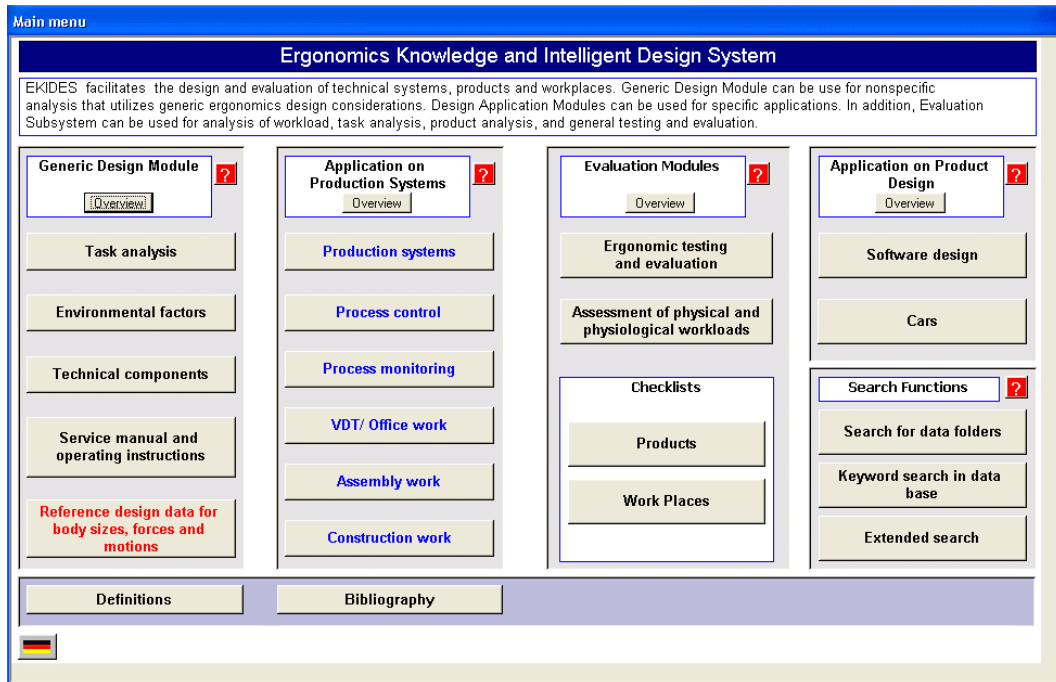 Main menu
Ergonomics Knowledge and Intelligent Design System
EKIDES facilitates the design and evaluation of technical systems, products and workplaces. Generic Design Module can be use for nonspecific
analysis that utilizes generic ergonomics design considerations. Design Application Modules can be used for specific applications. In addition, Evaluation
Subsystem can be used for analysis of workload, task analysis, product analysis, and general testing and evaluation.
Generic Design Module
?
Overview
Task analysis
Environmental factors
Technical components
Service manual and
operating instructions
Reference design data for
body sizes, forces and
motions
Application on
Production Systems
?
Overview
Production systems
Process control
Process monitoring
VDT/ Office work
Assembly work
Construction work
Evaluation Modules
?
Overview
Ergonomic testing
and evaluation
Assessment of physical and
physiological workloads
Checklists
Products
Work Places
Application on Product
Design
?
Overview
Software design
Cars
Search Functions
?
Search for data folders
Keyword search in data
base
Extended search
Definitions
Bibliography